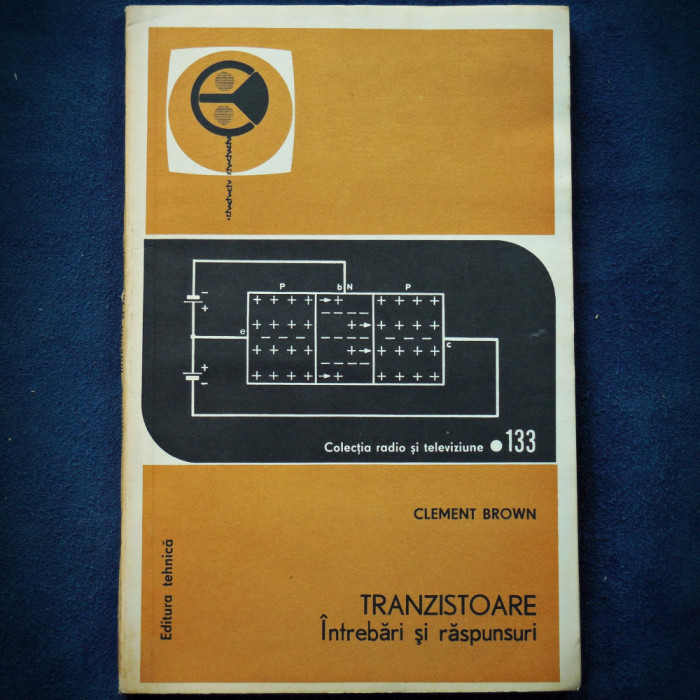 P b N P
e
c
Colecția radio și televiziune • 133
CLEMENT BROWN
TRANZISTOARE
Întrebări și răspunsuri
Editura tehnică